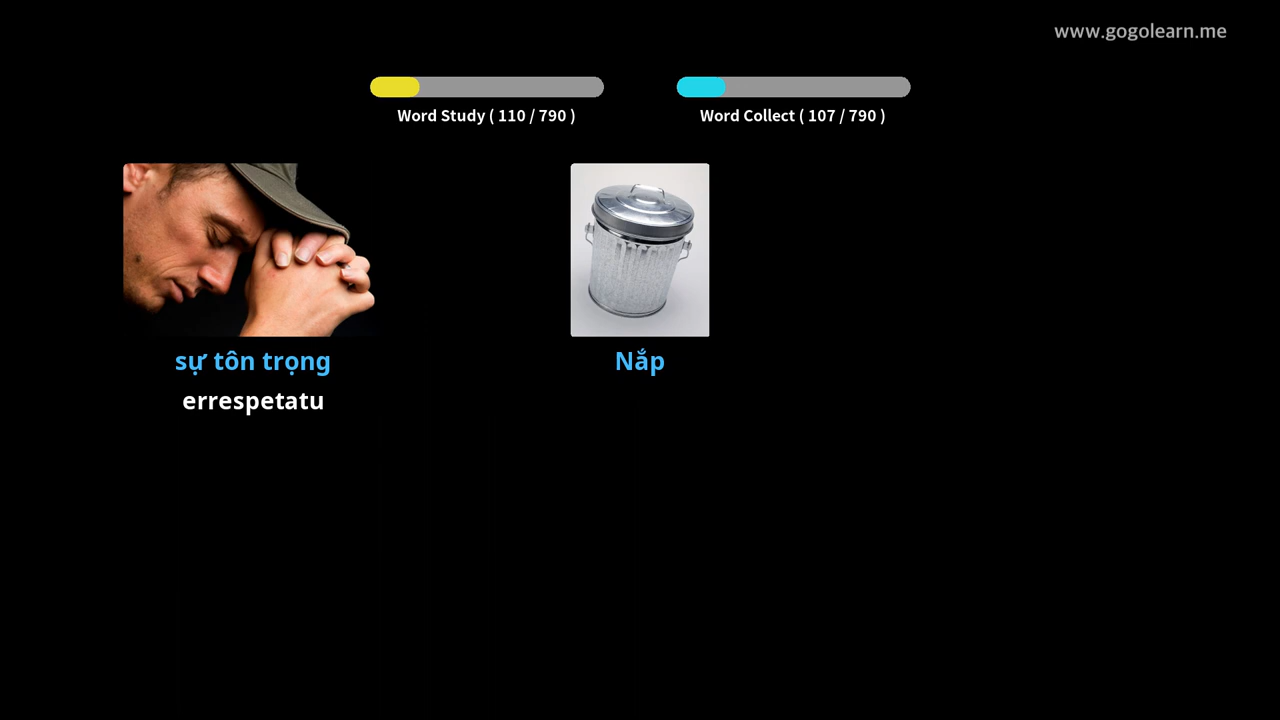 www.gogolearn.me
Word Study ( 110 / 790 )
Word Collect ( 107 / 790 )
sự tôn trọng
Nắp
errespetatu